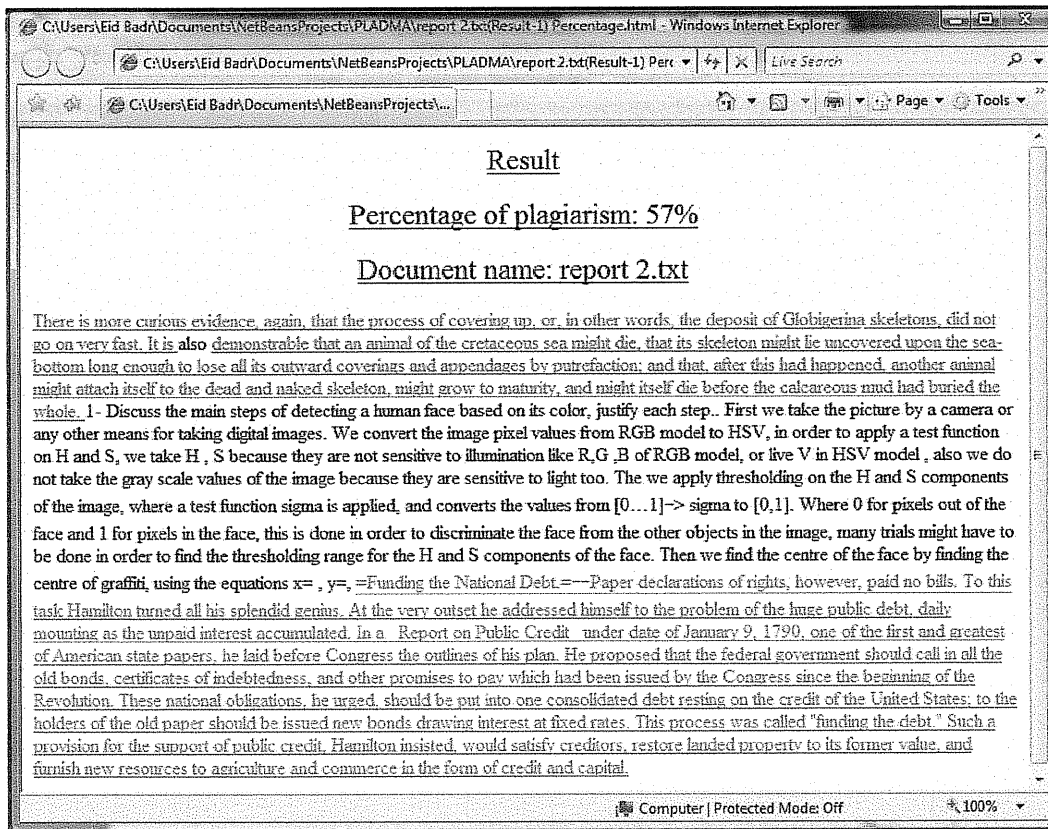 C:\Users\Eid Badr\Documents\NetBeansProjects\PLADMA\report 2.txt(Result-1) Percentage.html - Windows Internet Explorer
C:\Users\Eid Badr\Documents\NetBeansProjects\PLADMA\report 2.txt(Result-1) Perc Live Search
C:\Users\Eid Badr\Documents\NetBeansProjects\... Page Tools
Result
Percentage of plagiarism: 57%
Document name: report 2.txt
There is more curious evidence, again, that the process of covering up, or, in other words, the deposit of Globigerina skeletons, did not
go on very fast. It is also demonstrable that an animal of the cretaceous sea might die, that its skeleton might lie uncovered upon the sea-
bottom long enough to lose all its outward coverings and appendages by putrefaction; and that, after this had happened, another animal
might attach itself to the dead and naked skeleton, might grow to maturity, and might itself die before the calcareous mud had buried the
whole. 1- Discuss the main steps of detecting a human face based on its color, justify each step.. First we take the picture by a camera or
any other means for taking digital images. We convert the image pixel values from RGB model to HSV, in order to apply a test function
on H and S, we take H , S because they are not sensitive to illumination like R,G ,B of RGB model, or live V in HSV model , also we do
not take the gray scale values of the image because they are sensitive to light too. The we apply thresholding on the H and S components
of the image, where a test function sigma is applied, and converts the values from [0…1]–> sigma to [0,1]. Where 0 for pixels out of the
face and 1 for pixels in the face, this is done in order to discriminate the face from the other objects in the image, many trials might have to
be done in order to find the thresholding range for the H and S components of the face. Then we find the centre of the face by finding the
centre of graffiti, using the equations x= , y=, =Funding the National Debt.=--Paper declarations of rights, however, paid no bills. To this
task Hamilton turned all his splendid genius. At the very outset he addressed himself to the problem of the huge public debt, daily
mounting as the unpaid interest accumulated. In a _Report on Public Credit_ under date of January 9, 1790, one of the first and greatest
of American state papers, he laid before Congress the outlines of his plan. He proposed that the federal government should call in all the
old bonds, certificates of indebtedness, and other promises to pay which had been issued by the Congress since the beginning of the
Revolution. These national obligations, he urged, should be put into one consolidated debt resting on the credit of the United States; to the
holders of the old paper should be issued new bonds drawing interest at fixed rates. This process was called "funding the debt." Such a
provision for the support of public credit, Hamilton insisted, would satisfy creditors, restore landed property to its former value, and
furnish new resources to agriculture and commerce in the form of credit and capital.
Computer | Protected Mode: Off 100%